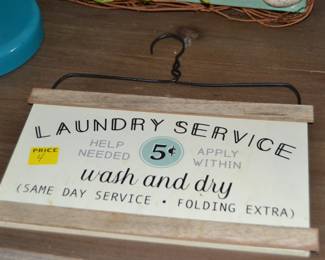 LAUNDRY SERVICE
HELP NEEDED 5¢ APPLY WITHIN
wash and dry
(SAME DAY SERVICE • FOLDING EXTRA)
PRICE
4